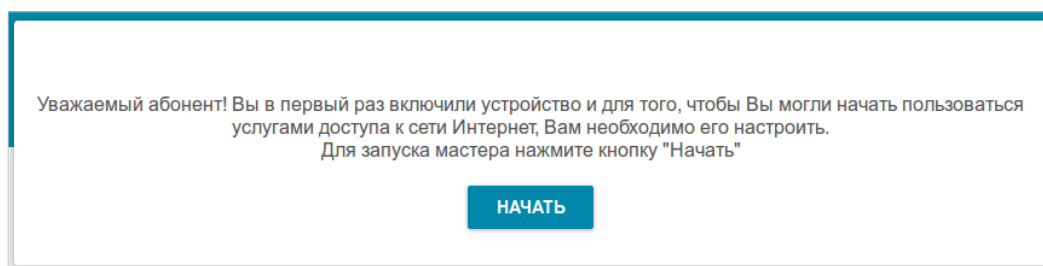 Уважаемый абонент! Вы в первый раз включили устройство и для того, чтобы Вы могли начать пользоваться
услугами доступа к сети Интернет, Вам необходимо его настроить.
Для запуска мастера нажмите кнопку "Начать"
НАЧАТЬ